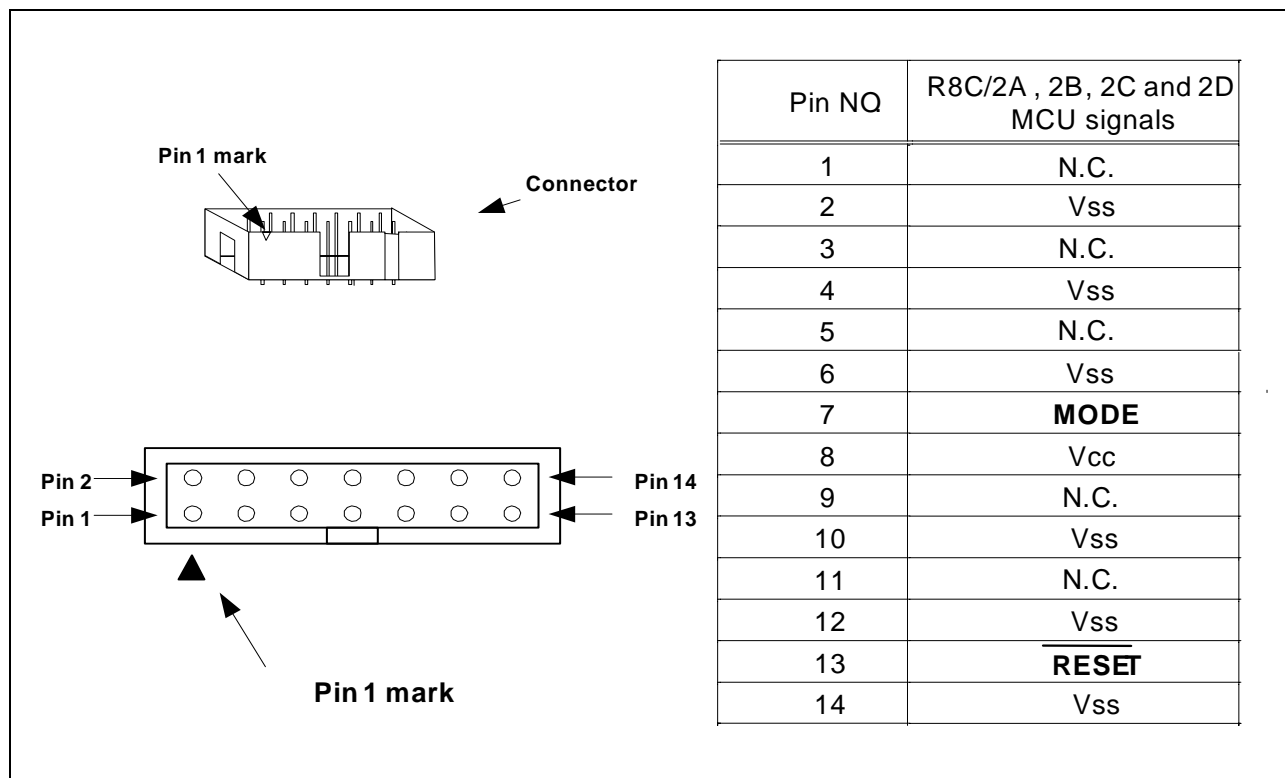 Pin 1 mark
Connector
Pin 2
Pin 14
Pin 1
Pin 13
Pin 1 mark
Pin NO. R8C/2A , 2B, 2C and 2D
MCU signals
1 N.C.
2 Vss
3 N.C.
4 Vss
5 N.C.
6 Vss
7 MODE
8 Vcc
9 N.C.
10 Vss
11 N.C.
12 Vss
13 RESET
14 Vss